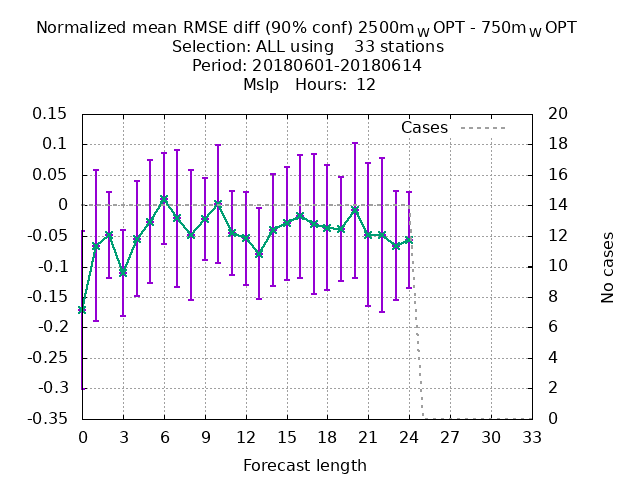 Normalized mean RMSE diff (90% conf) 2500m_W OPT - 750m_W OPT
Selection: ALL using 33 stations
Period: 20180601-20180614
Mslp Hours: 12
Cases
0.15
0.1
0.05
0
-0.05
-0.1
-0.15
-0.2
-0.25
-0.3
-0.35
20
18
16
14
12
10
8
6
4
2
0
No cases
0 3 6 9 12 15 18 21 24 27 30 33
Forecast length